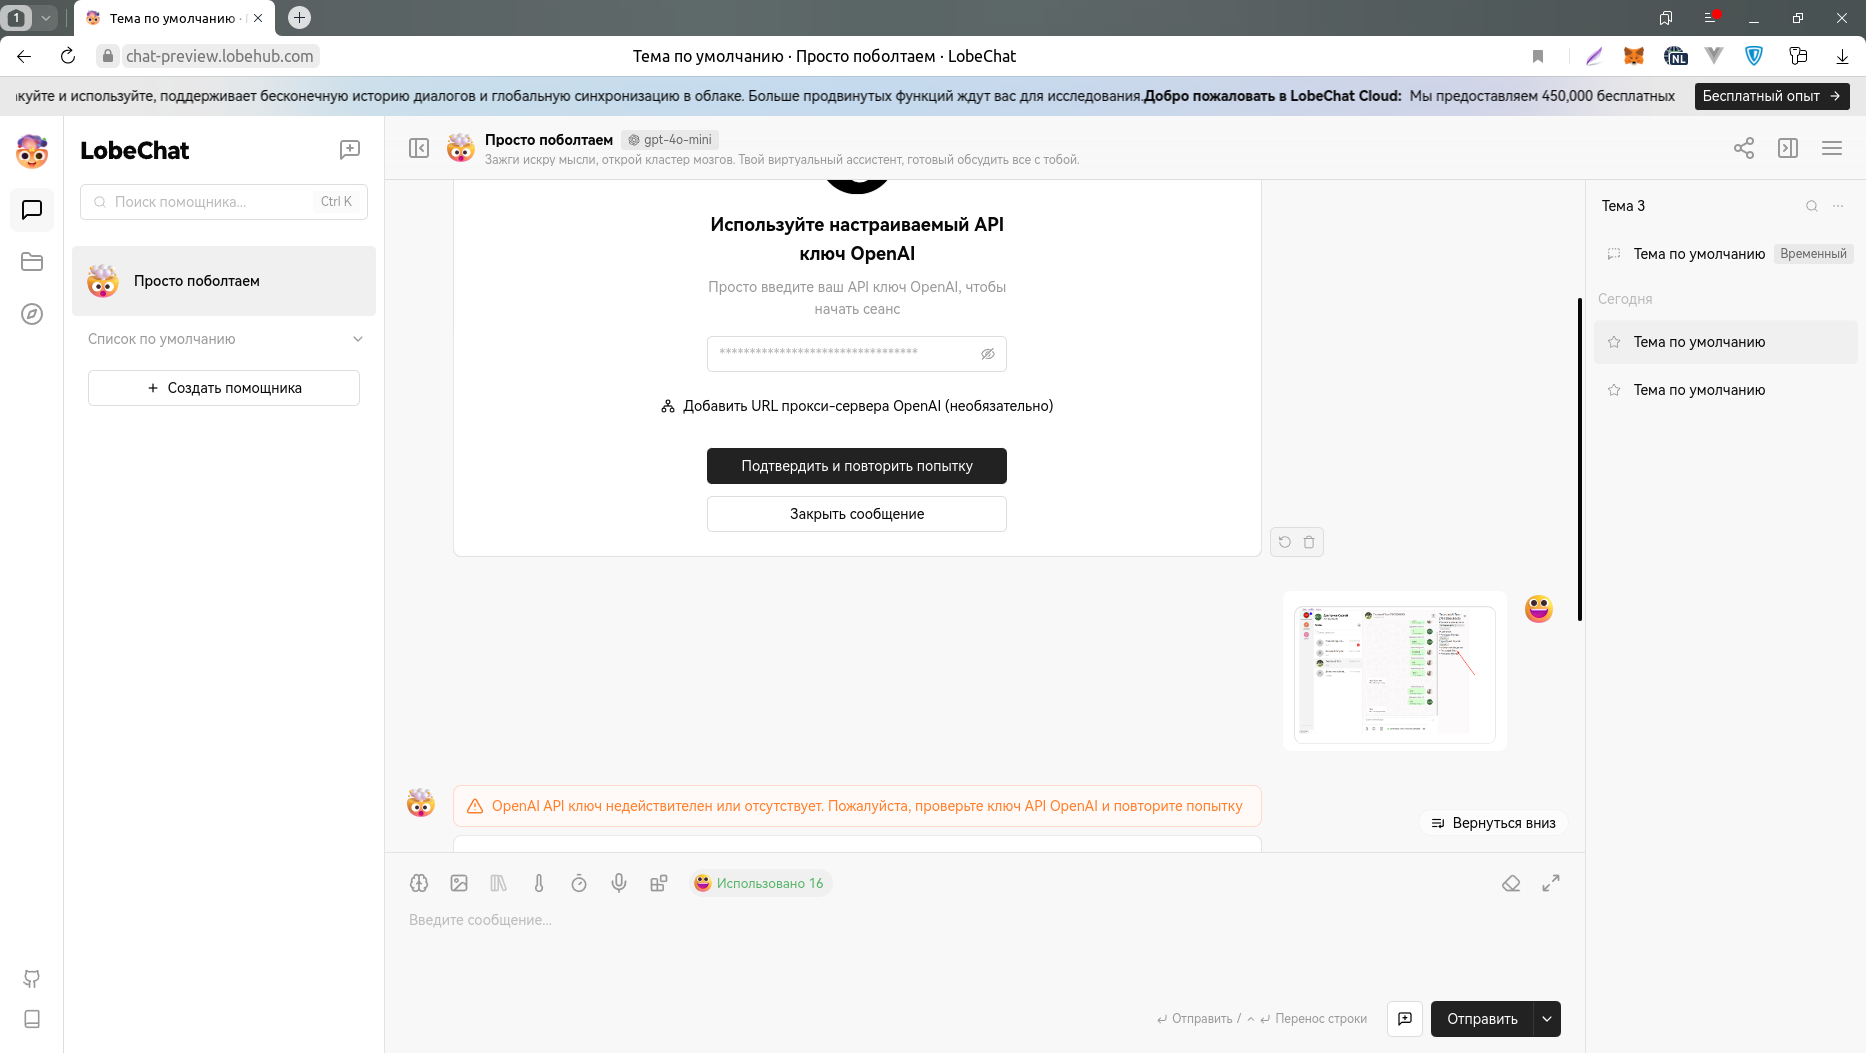 1
Тема по умолчанию ·
chat-preview.lobehub.com
Тема по умолчанию · Просто поболтаем · LobeChat
NL
куйте и используйте, поддерживает бесконечную историю диалогов и глобальную синхронизацию в облаке. Больше продвинутых функций ждут вас для исследования.Добро пожаловать в LobeChat Cloud: Мы предоставляем 450,000 бесплатных
Бесплатный опыт
LobeChat
Поиск помощника...
Ctrl K
Просто поболтаем
Список по умолчанию
Создать помощника
Просто поболтаем
gpt-4o-mini
Зажги искру мысли, открой кластер мозгов. Твой виртуальный ассистент, готовый обсудить все с тобой.
Используйте настраиваемый API
ключ OpenAI
Просто введите ваш API ключ OpenAI, чтобы
начать сеанс
*********************************
Добавить URL прокси-сервера OpenAI (необязательно)
Подтвердить и повторить попытку
Закрыть сообщение
OpenAI API ключ недействителен или отсутствует. Пожалуйста, проверьте ключ API OpenAI и повторите попытку
Вернуться вниз
Использовано 16
Введите сообщение...
Отправить / Перенос строки
Отправить
Тема 3
Тема по умолчанию
Временный
Сегодня
Тема по умолчанию
Тема по умолчанию